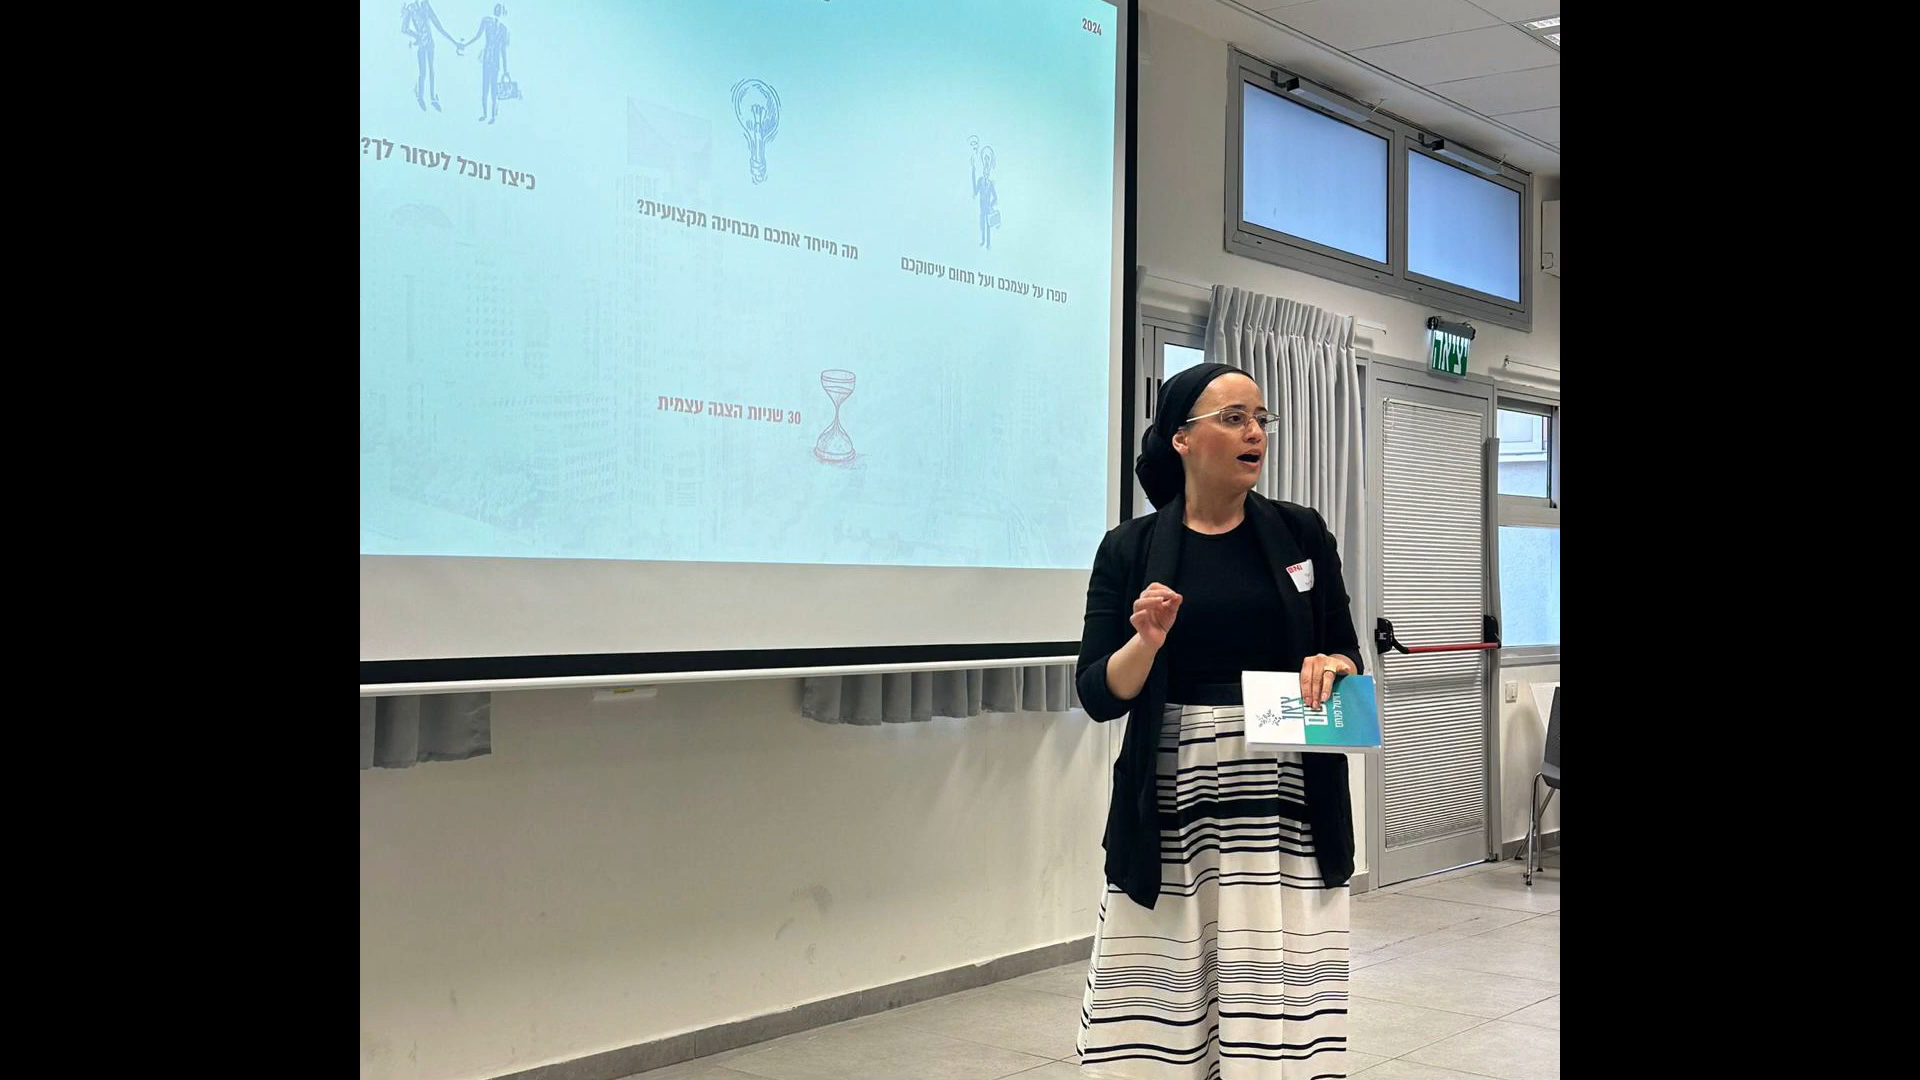 2024
ספרו על עצמכם ועל תחום עיסוקכם
מה מייחד אתכם מבחינה מקצועית?
כיצד נוכל לעזור לך?
30 שניות הצגה עצמית
יציאה
BNI